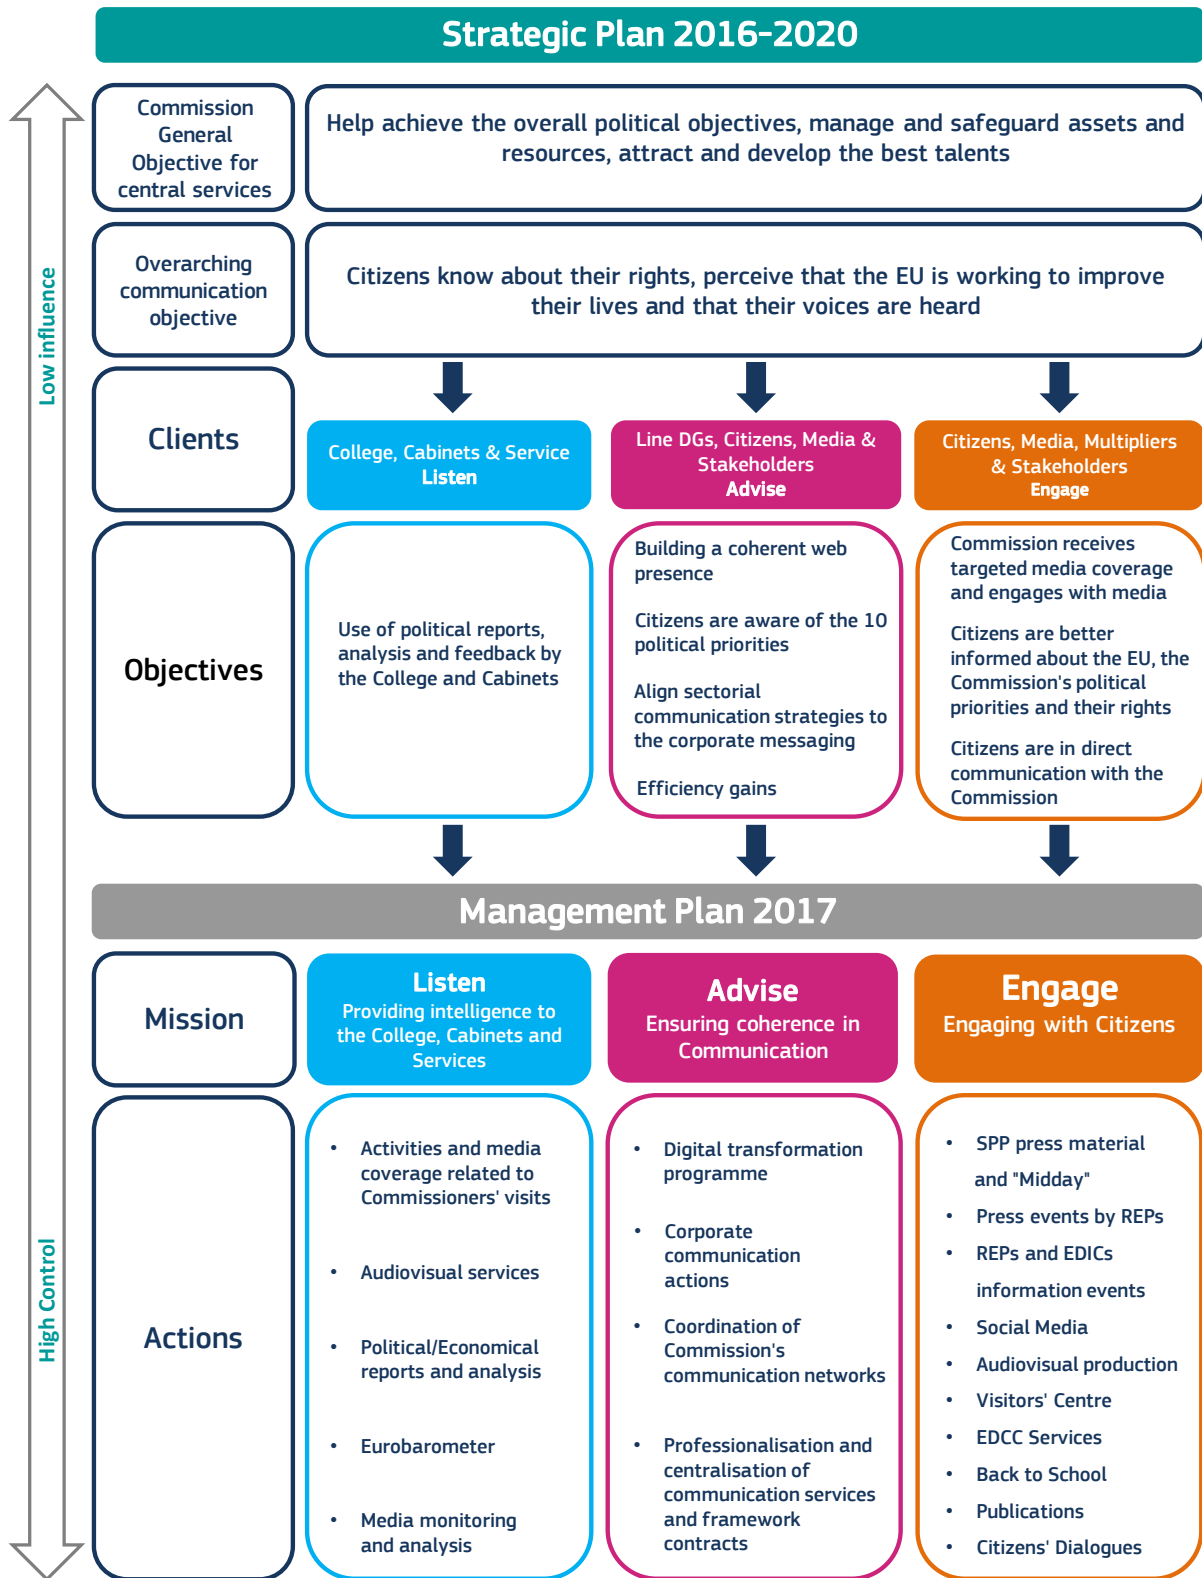 Strategic Plan 2016-2020
Low influence
High Control
Commission
General
Objective for
central services
Help achieve the overall political objectives, manage and safeguard assets and
resources, attract and develop the best talents
Overarching
communication
objective
Citizens know about their rights, perceive that the EU is working to improve
their lives and that their voices are heard
Clients
College, Cabinets & Service
Listen
Line DGs, Citizens, Media &
Stakeholders
Advise
Citizens, Media, Multipliers
& Stakeholders
Engage
Objectives
Use of political reports,
analysis and feedback by
the College and Cabinets
Building a coherent web
presence
Citizens are aware of the 10
political priorities
Align sectorial
communication strategies to
the corporate messaging
Efficiency gains
Commission receives
targeted media coverage
and engages with media
Citizens are better
informed about the EU, the
Commission's political
priorities and their rights
Citizens are in direct
communication with the
Commission
Management Plan 2017
Mission
Listen
Providing intelligence to
the College, Cabinets and
Services
Advise
Ensuring coherence in
Communication
Engage
Engaging with Citizens
Actions
• Activities and media
coverage related to
Commissioners' visits
• Audiovisual services
• Political/Economical
reports and analysis
• Eurobarometer
• Media monitoring
and analysis
• Digital transformation
programme
• Corporate
communication
actions
• Coordination of
Commission's
communication networks
• Professionalisation and
centralisation of
communication services
and framework
contracts
• SPP press material
and "Midday"
• Press events by REPs
• REPs and EDICs
information events
• Social Media
• Audiovisual production
• Visitors' Centre
• EDCC Services
• Back to School
• Publications
• Citizens' Dialogues